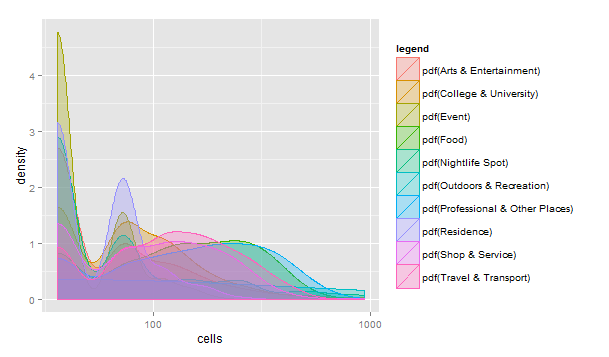 legend
pdf(Arts & Entertainment)
pdf(College & University)
pdf(Event)
pdf(Food)
pdf(Nightlife Spot)
pdf(Outdoors & Recreation)
pdf(Professional & Other Places)
pdf(Residence)
pdf(Shop & Service)
pdf(Travel & Transport)
density
4
3
2
1
0
100
1000
cells